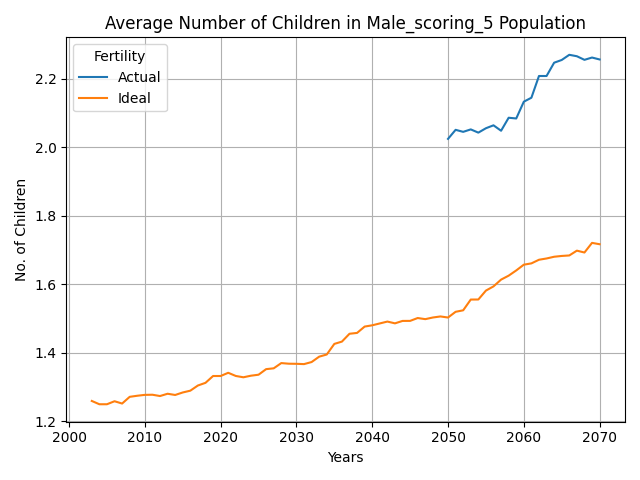 Average Number of Children in Male_scoring_5 Population
Fertility
Actual
Ideal
No. of Children
2.2
2.0
1.8
1.6
1.4
1.2
2000 2010 2020 2030 2040 2050 2060 2070
Years